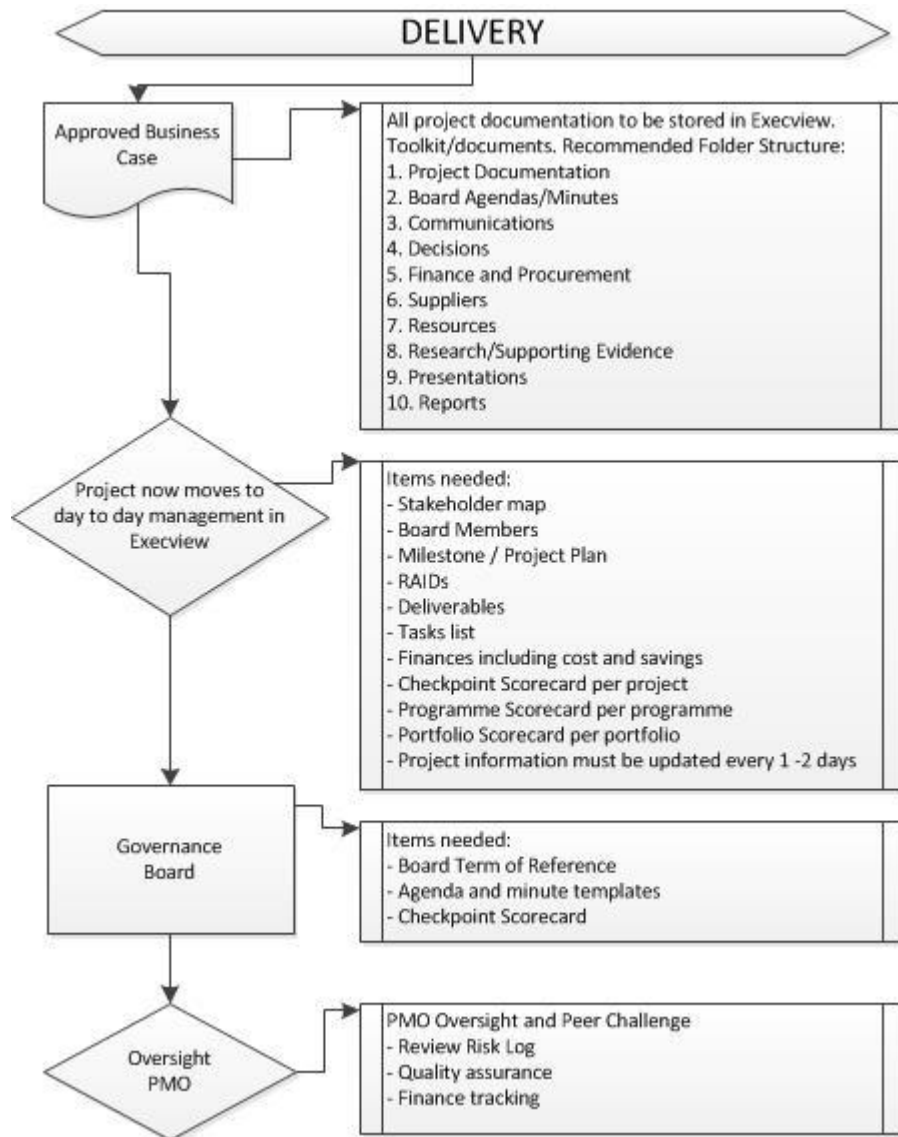 DELIVERY
Approved Business
Case
All project documentation to be stored in Execview.
Toolkit/documents. Recommended Folder Structure:
1. Project Documentation
2. Board Agendas/Minutes
3. Communications
4. Decisions
5. Finance and Procurement
6. Suppliers
7. Resources
8. Research/Supporting Evidence
9. Presentations
10. Reports
Project now moves to
day to day management in
Execview
Items needed:
- Stakeholder map
- Board Members
- Milestone / Project Plan
- RAIDs
- Deliverables
- Tasks list
- Finances including cost and savings
- Checkpoint Scorecard per project
- Programme Scorecard per programme
- Portfolio Scorecard per portfolio
- Project information must be updated every 1 -2 days
Governance
Board
Items needed:
- Board Term of Reference
- Agenda and minute templates
- Checkpoint Scorecard
Oversight
PMO
PMO Oversight and Peer Challenge
- Review Risk Log
- Quality assurance
- Finance tracking